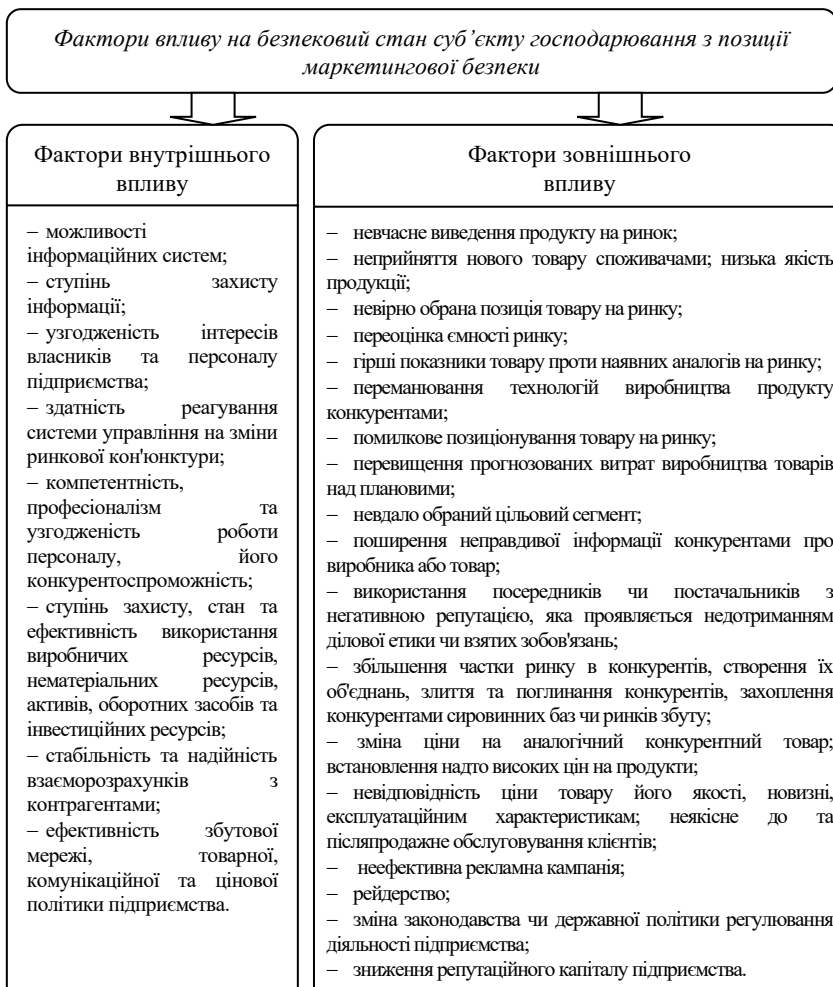 Фактори впливу на безпековий стан суб’єкту господарювання з позиції
маркетингової безпеки
Фактори внутрішнього
впливу
– можливості
інформаційних систем;
– ступінь захисту
інформації;
– узгодженість інтересів
власників та персоналу
підприємства;
– здатність реагування
системи управління на зміни
ринкової кон'юнктури;
– компетентність,
професіоналізм та
узгодженість роботи
персоналу, його
конкурентоспроможність;
– ступінь захисту, стан та
ефективність використання
виробничих ресурсів,
нематеріальних ресурсів,
активів, оборотних засобів та
інвестиційних ресурсів;
– стабільність та надійність
взаєморозрахунків з
контрагентами;
– ефективність збутової
мережі, товарної,
комунікаційної та цінової
політики підприємства.
Фактори зовнішнього
впливу
– невчасне виведення продукту на ринок;
– неприйняття нового товару споживачами; низька якість
продукції;
– невірно обрана позиція товару на ринку;
– переоцінка ємності ринку;
– гірші показники товару проти наявних аналогів на ринку;
– переманювання технологій виробництва продукту
конкурентами;
– помилкове позиціонування товару на ринку;
– перевищення прогнозованих витрат виробництва товарів
над плановими;
– невдало обраний цільовий сегмент;
– поширення неправдивої інформації конкурентами про
виробника або товар;
– використання посередників чи постачальників з
негативною репутацією, яка проявляється недотриманням
ділової етики чи взятих зобов'язань;
– збільшення частки ринку в конкурентів, створення їх
об'єднань, злиття та поглинання конкурентів, захоплення
конкурентами сировинних баз чи ринків збуту;
– зміна ціни на аналогічний конкурентний товар;
встановлення надто високих цін на продукти;
– невідповідність ціни товару його якості, новизні,
експлуатаційним характеристикам; неякісне до та
післяпродажне обслуговування клієнтів;
– неефективна рекламна кампанія;
– рейдерство;
– зміна законодавства чи державної політики регулювання
діяльності підприємства;
– зниження репутаційного капіталу підприємства.